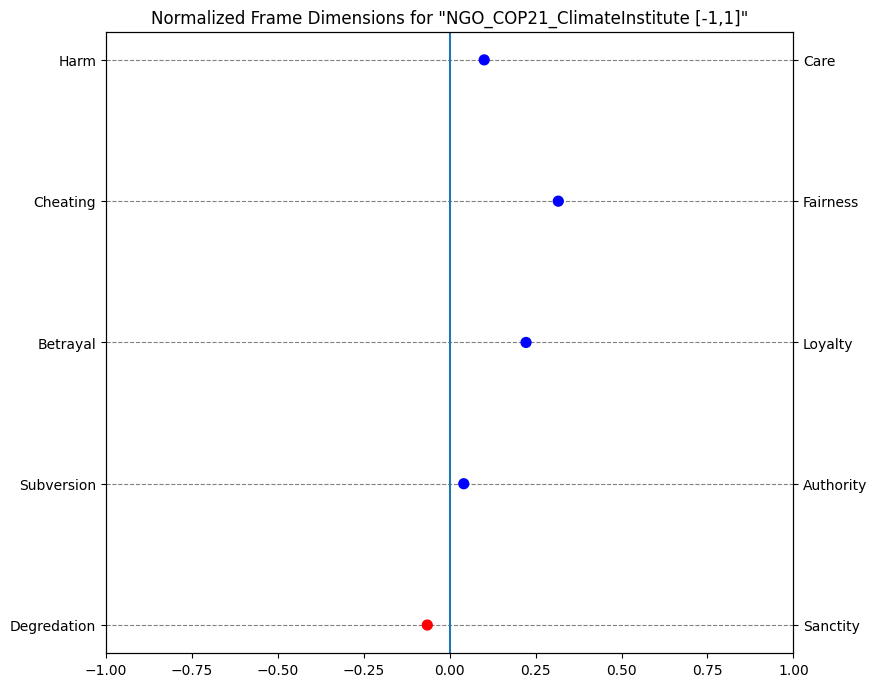 Normalized Frame Dimensions for "NGO_COP21_ClimateInstitute [-1,1]"
Harm Care
Cheating Fairness
Betrayal Loyalty
Subversion Authority
Degredation Sanctity
−1.00 −0.75 −0.50 −0.25 0.00 0.25 0.50 0.75 1.00